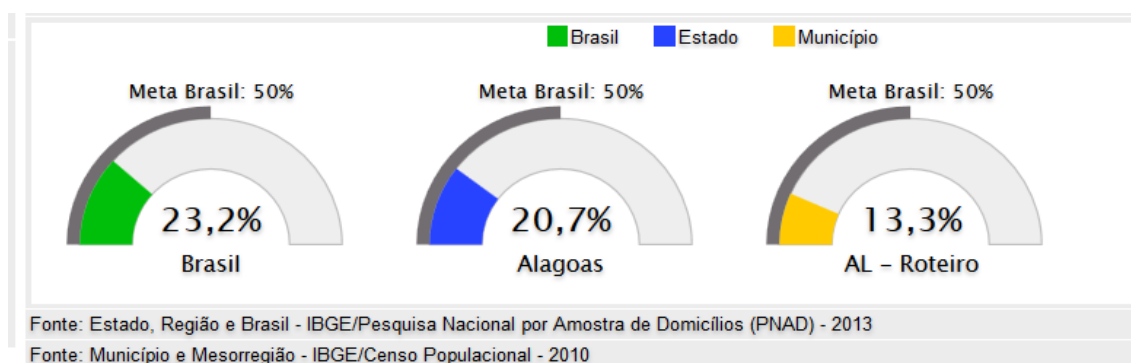 Brasil Estado Município
Meta Brasil: 50% Meta Brasil: 50% Meta Brasil: 50%
23,2% 20,7% 13,3%
Brasil Alagoas AL – Roteiro
Fonte: Estado, Região e Brasil - IBGE/Pesquisa Nacional por Amostra de Domicílios (PNAD) - 2013
Fonte: Município e Mesorregião - IBGE/Censo Populacional - 2010